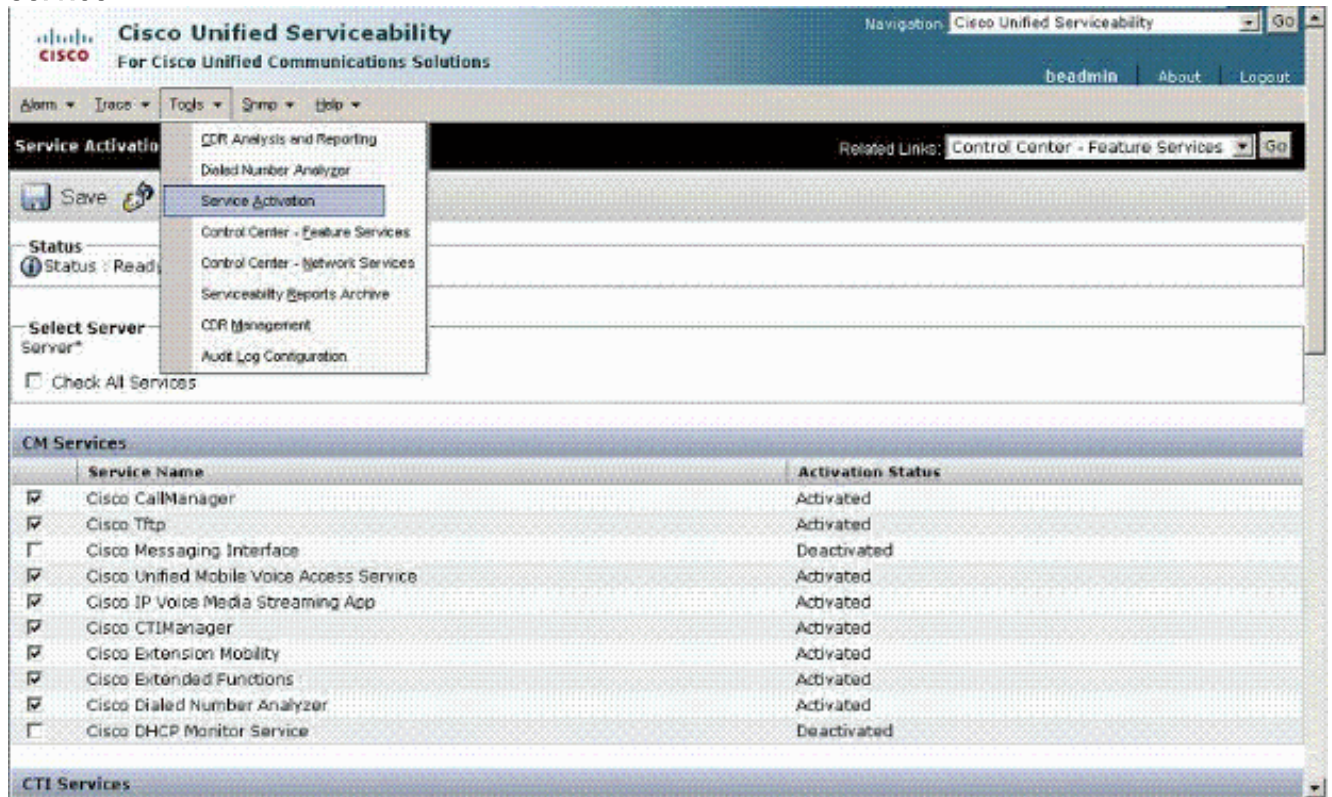 Cisco Unified Serviceability
For Cisco Unified Communications Solutions
CISCO
Navigation Cisco Unified Serviceability Go
beadmin About Logout
Alarm Trace Tools Snmp Help
Service Activatio
Related Links: Control Center - Feature Services Go
CDR Analysis and Reporting
Dialed Number Analyzer
Service Activation
Control Center - Feature Services
Control Center - Network Services
Serviceability Reports Archive
CDR Management
Audit Log Configuration
Save
Status
Status : Ready
Select Server
Server*
Check All Services
CM Services
Service Name Activation Status
Cisco CallManager Activated
Cisco Tftp Activated
Cisco Messaging Interface Deactivated
Cisco Unified Mobile Voice Access Service Activated
Cisco IP Voice Media Streaming App Activated
Cisco CTIManager Activated
Cisco Extension Mobility Activated
Cisco Extended Functions Activated
Cisco Dialed Number Analyzer Activated
Cisco DHCP Monitor Service Deactivated
CTI Services